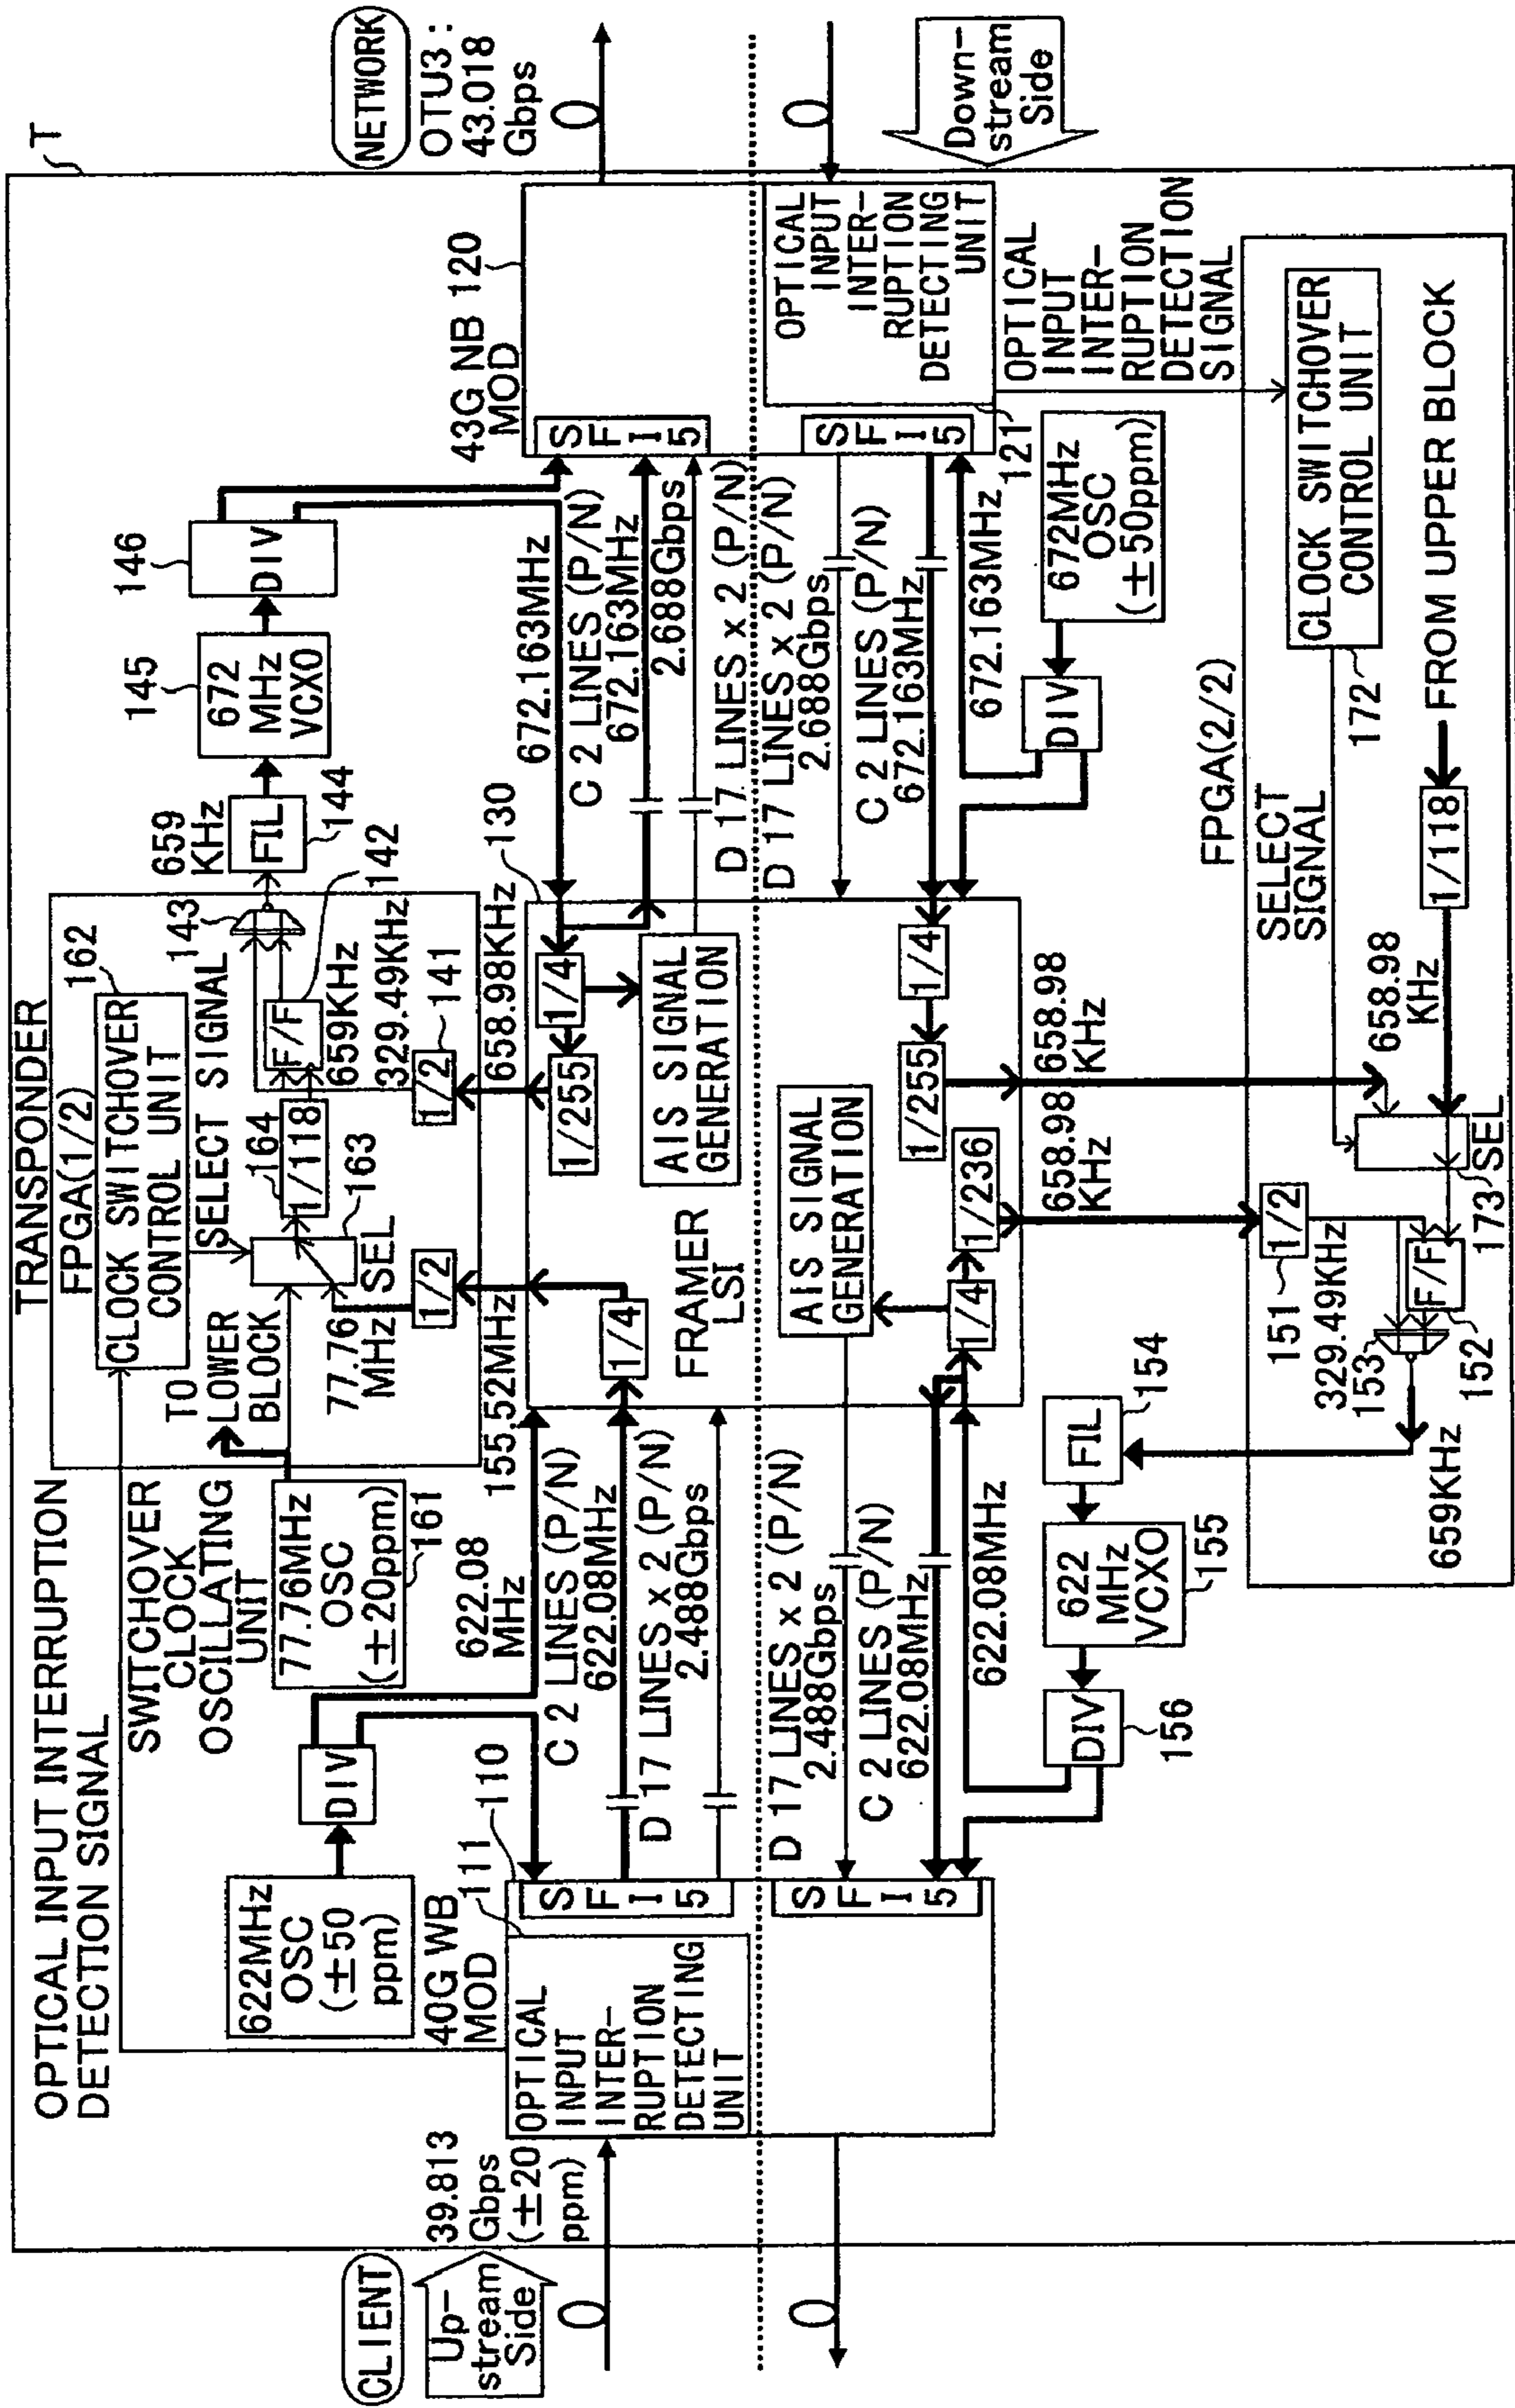 TRANSPONDER
T
OPTICAL INPUT INTERRUPTION
DETECTION SIGNAL
SWITCHOVER
CLOCK
OSCILLATING
UNIT
77.76MHz
OSC
(±20ppm)
161
622MHz
OSC
(±50
ppm)
DIV
FPGA(1/2)
162
CLOCK SWITCHOVER
CONTROL UNIT
SELECT SIGNAL
TO
LOWER
BLOCK
77.76
MHz
SEL
163
164
1/118
1/2
F/F
659KHz
329.49KHz
1/2
141
142
143
659
KHz
FIL
144
145
672
MHz
VCXO
146
DIV
CLIENT
Up-
stream
Side
39.813
Gbps
(±20
ppm)
40G WB
MOD
111
110
OPTICAL
INPUT
INTER-
RUPTION
DETECTING
UNIT
SFI5
SFI5
622.08
MHz
C 2 LINES (P/N)
622.08MHz
D 17 LINES x 2 (P/N)
2.488Gbps
155.52MHz
658.98KHz
130
1/4
1/255
1/4
AIS SIGNAL
GENERATION
FRAMER
LSI
672.163MHz
C 2 LINES (P/N)
672.163MHz
2.688Gbps
D 17 LINES x 2 (P/N)
43G NB
MOD
120
SFI5
SFI5
NETWORK
OTU3:
43.018
Gbps
Down-
stream
Side
OPTICAL
INPUT
INTER-
RUPTION
DETECTING
UNIT
121
OPTICAL
INPUT
INTER-
RUPTION
DETECTION
SIGNAL
D 17 LINES x 2 (P/N)
2.688Gbps
C 2 LINES (P/N)
672.163MHz
672.163MHz
DIV
672MHz
OSC
(±50ppm)
AIS SIGNAL
GENERATION
1/4
1/255
1/236
1/4
658.98
KHz
658.98
KHz
D 17 LINES x 2 (P/N)
2.488Gbps
C 2 LINES (P/N)
622.08MHz
622.08MHz
DIV
156
622
MHz
VCXO
155
FIL
154
FPGA(2/2)
CLOCK SWITCHOVER
CONTROL UNIT
172
SELECT
SIGNAL
1/118
FROM UPPER BLOCK
658.98
KHz
SEL
173
1/2
151
329.49KHz
F/F
152
153
659KHz